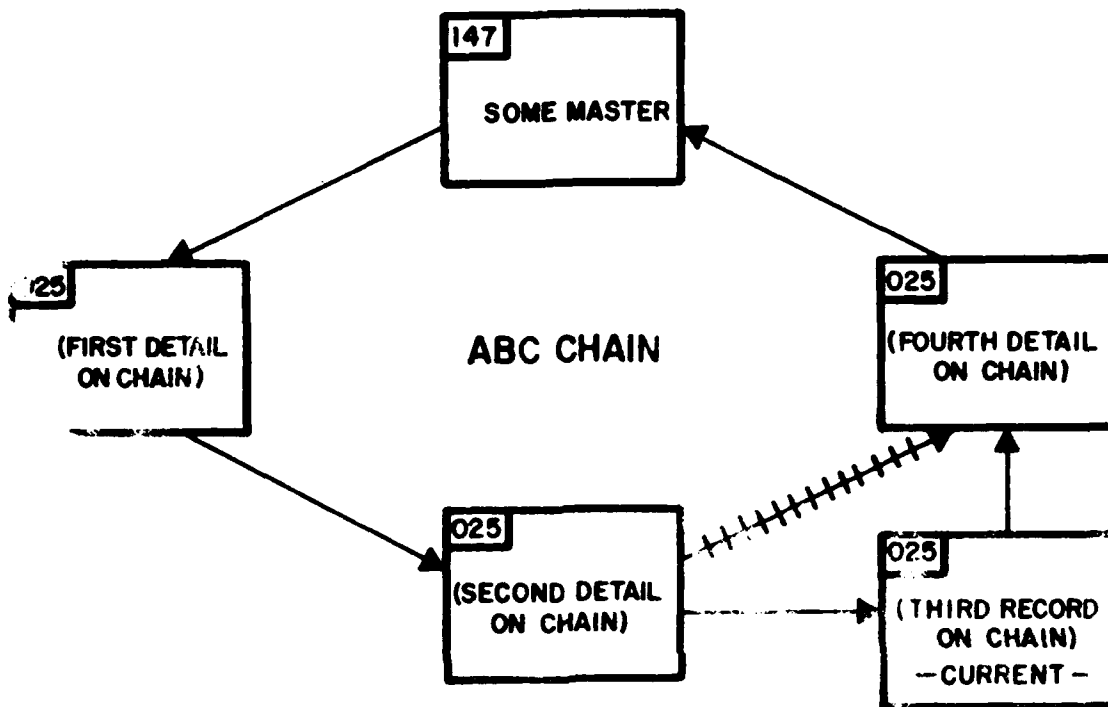 147
SOME MASTER
025
(FIRST DETAIL
ON CHAIN)
ABC CHAIN
025
(FOURTH DETAIL
ON CHAIN)
025
(SECOND DETAIL
ON CHAIN)
025
(THIRD RECORD
ON CHAIN)
-CURRENT-